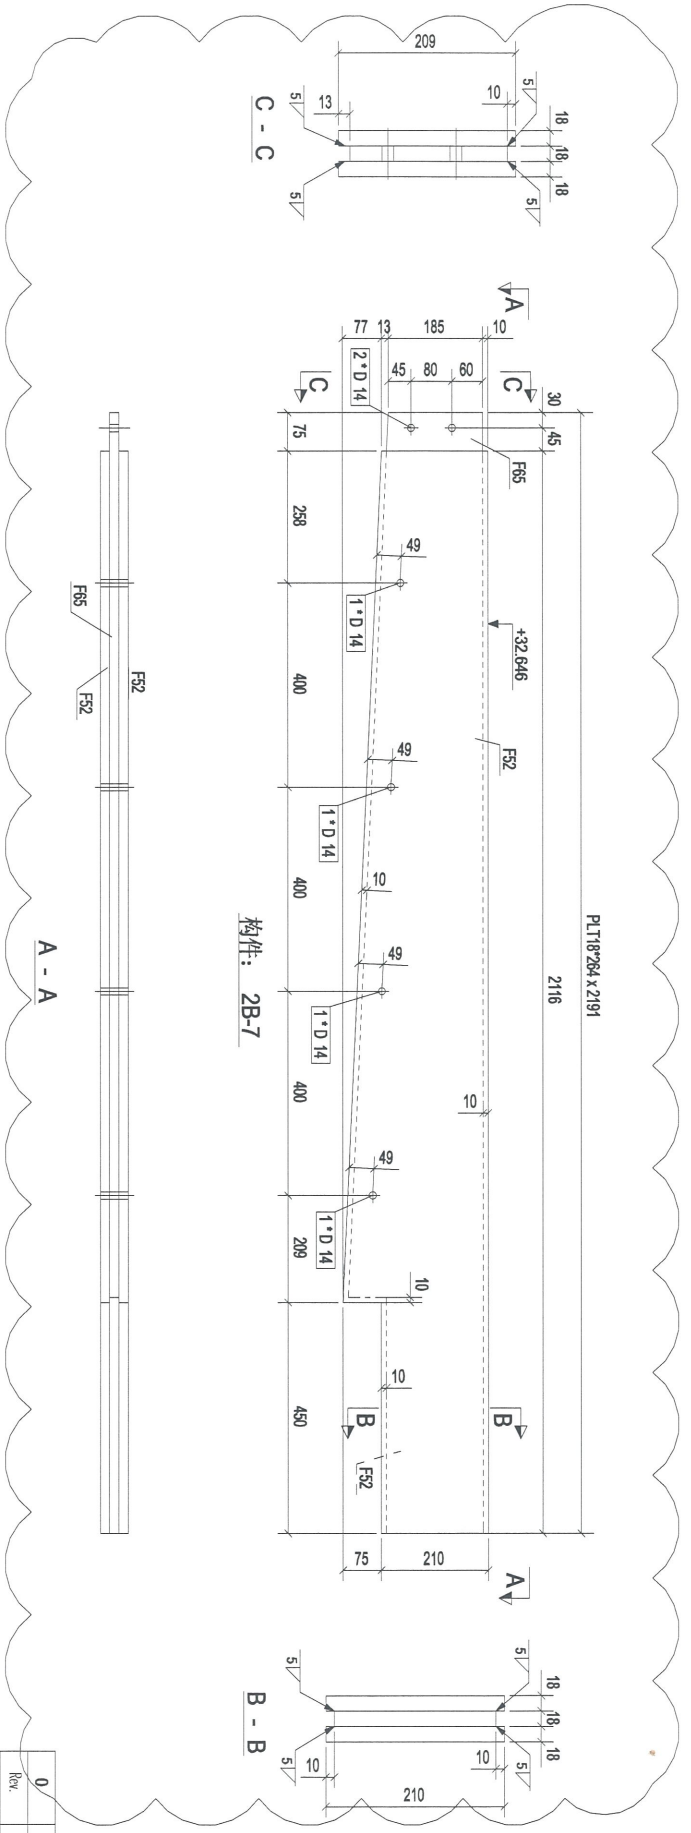 209
13
10
5
5
5
5
18
18
18
C - C
A
77
13
185
10
C
C
45
80
60
2*D 14
30
45
75
F65
258
49
1*D 14
+32.646
400
F52
49
1*D 14
10
400
PLT18*264 x 2191
2116
49
1*D 14
10
400
49
1*D 14
209
10
10
B
B
450
F52
75
210
A
构件: 2B-7
F65
F52
F52
A - A
5
5
5
5
18
18
18
10
10
210
B - B
0
Rev.